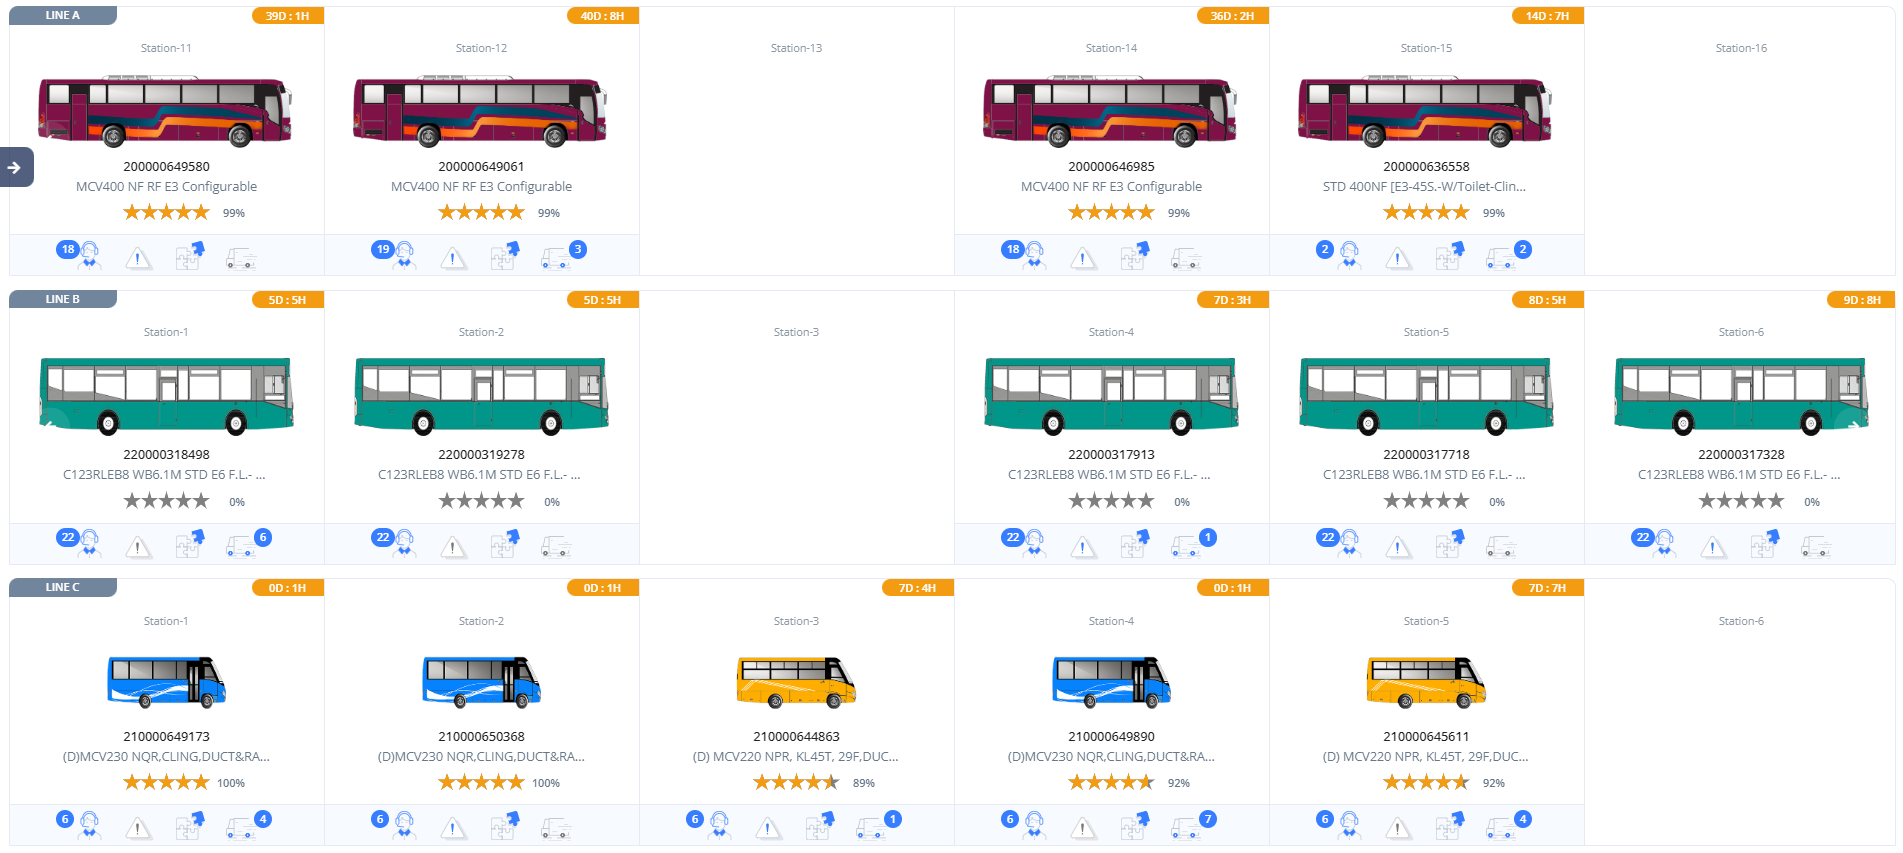 LINE A
39D : 1H
40D : 8H
36D : 2H
14D : 7H
Station-11
Station-12
Station-13
Station-14
Station-15
Station-16
200000649580
200000649061
200000646985
200000636558
MCV400 NF RF E3 Configurable
MCV400 NF RF E3 Configurable
MCV400 NF RF E3 Configurable
STD 400NF [E3-45S.-W/Toilet-Clin...
99%
99%
99%
99%
18
19
3
18
2
2
LINE B
5D : 5H
5D : 5H
7D : 3H
8D : 5H
9D : 8H
Station-1
Station-2
Station-3
Station-4
Station-5
Station-6
220000318498
220000319278
220000317913
220000317718
220000317328
C123RLEB8 WB6.1M STD E6 F.L.- ...
C123RLEB8 WB6.1M STD E6 F.L.- ...
C123RLEB8 WB6.1M STD E6 F.L.- ...
C123RLEB8 WB6.1M STD E6 F.L.- ...
C123RLEB8 WB6.1M STD E6 F.L.- ...
0%
0%
0%
0%
0%
22
6
22
22
1
22
22
LINE C
0D : 1H
0D : 1H
7D : 4H
0D : 1H
7D : 7H
Station-1
Station-2
Station-3
Station-4
Station-5
Station-6
210000649173
210000650368
210000644863
210000649890
210000645611
(D)MCV230 NQR,CLING,DUCT&RA...
(D)MCV230 NQR,CLING,DUCT&RA...
(D) MCV220 NPR, KL45T, 29F,DUC...
(D)MCV230 NQR,CLING,DUCT&RA...
(D) MCV220 NPR, KL45T, 29F,DUC...
100%
100%
89%
92%
92%
6
4
6
6
1
6
7
6
4